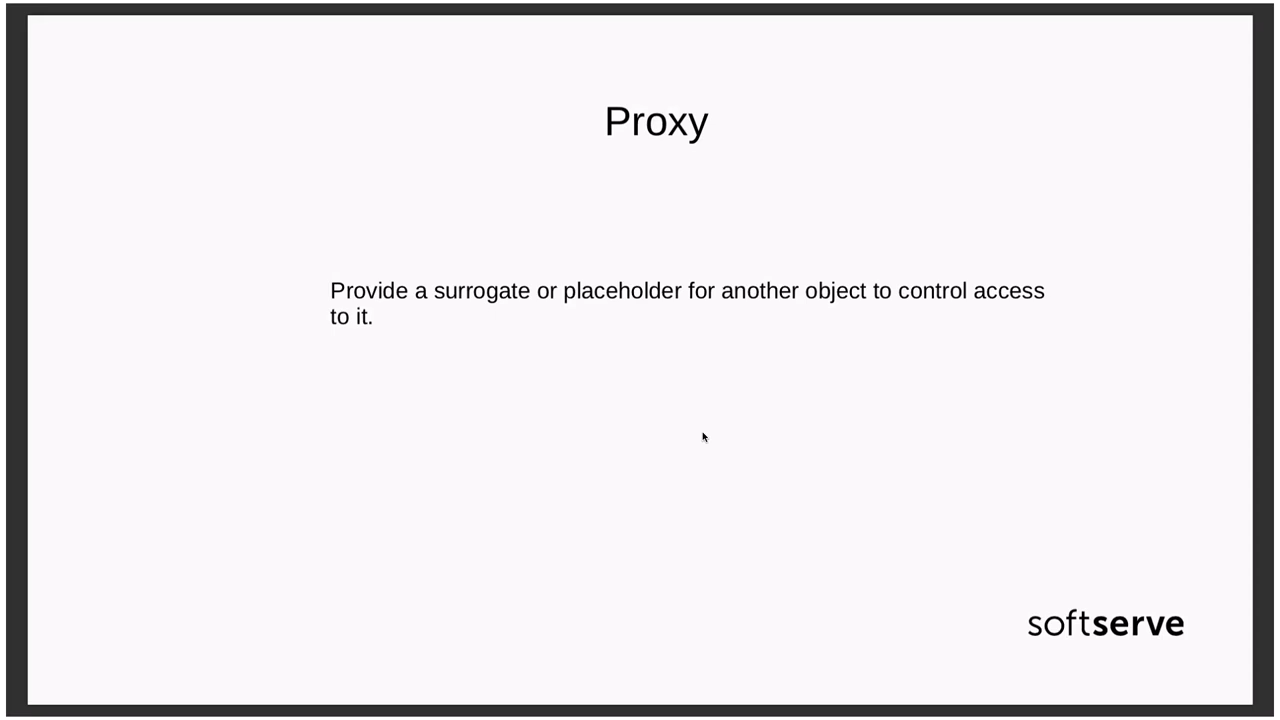 Proxy
Provide a surrogate or placeholder for another object to control access
to it.
softserve